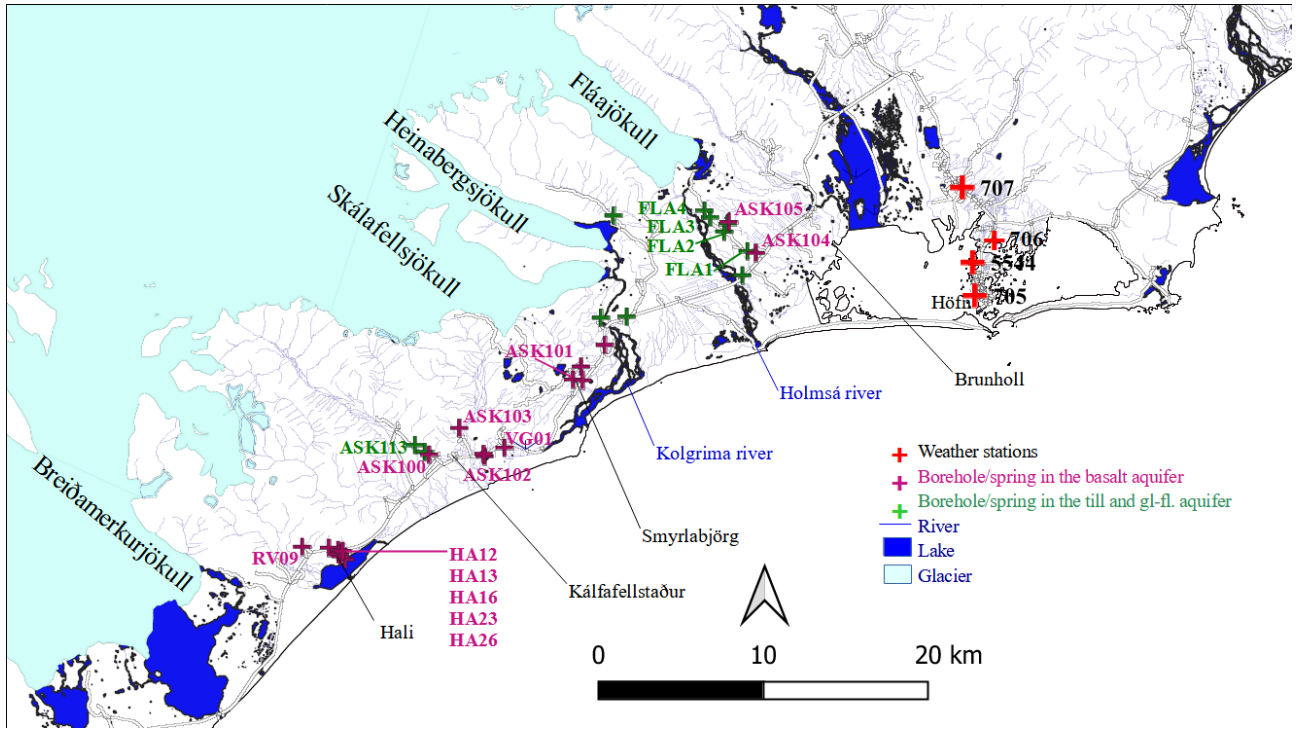 Fláajökull
Heinabergsjökull
Skálafellsjökull
Breiðamerkurjökull
707
706
5544
705
Höfn
FLA4
ASK105
FLA3
FLA2
ASK104
FLA1
Brunholl
Holmsá river
ASK101
Kolgrima river
ASK103
VG01
ASK113
ASK100
ASK102
Smyrlabjörg
RV09
HA12
HA13
HA16
HA23
HA26
Kálfafellstaður
Hali
Weather stations
Borehole/spring in the basalt aquifer
Borehole/spring in the till and gl-fl. aquifer
River
Lake
Glacier
0 10 20 km